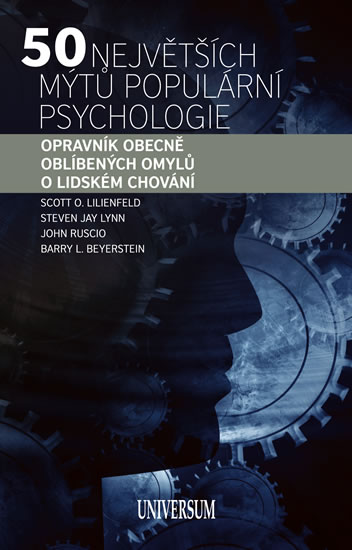 50 NEJVĚTŠÍCH
MÝTŮ POPULÁRNÍ
PSYCHOLOGIE
OPRAVNÍK OBECNĚ
OBLÍBENÝCH OMYLŮ
O LIDSKÉM CHOVÁNÍ
SCOTT O. LILIENFELD
STEVEN JAY LYNN
JOHN RUSCIO
BARRY L. BEYERSTEIN
UNIVERSUM